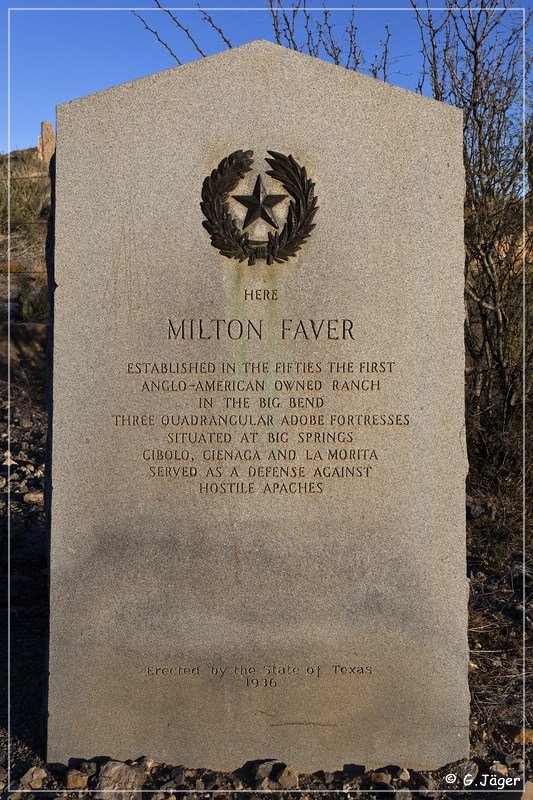 HERE
MILTON FAVER
ESTABLISHED IN THE FIFTIES THE FIRST
ANGLO-AMERICAN OWNED RANCH
IN THE BIG BEND
THREE QUADRANGULAR ADOBE FORTRESSES
SITUATED AT BIG SPRINGS
CIBOLO, CIENAGA AND LA MORITA
SERVED AS A DEFENSE AGAINST
HOSTILE APACHES
Erected by the State of Texas
1936
© G.Jäger